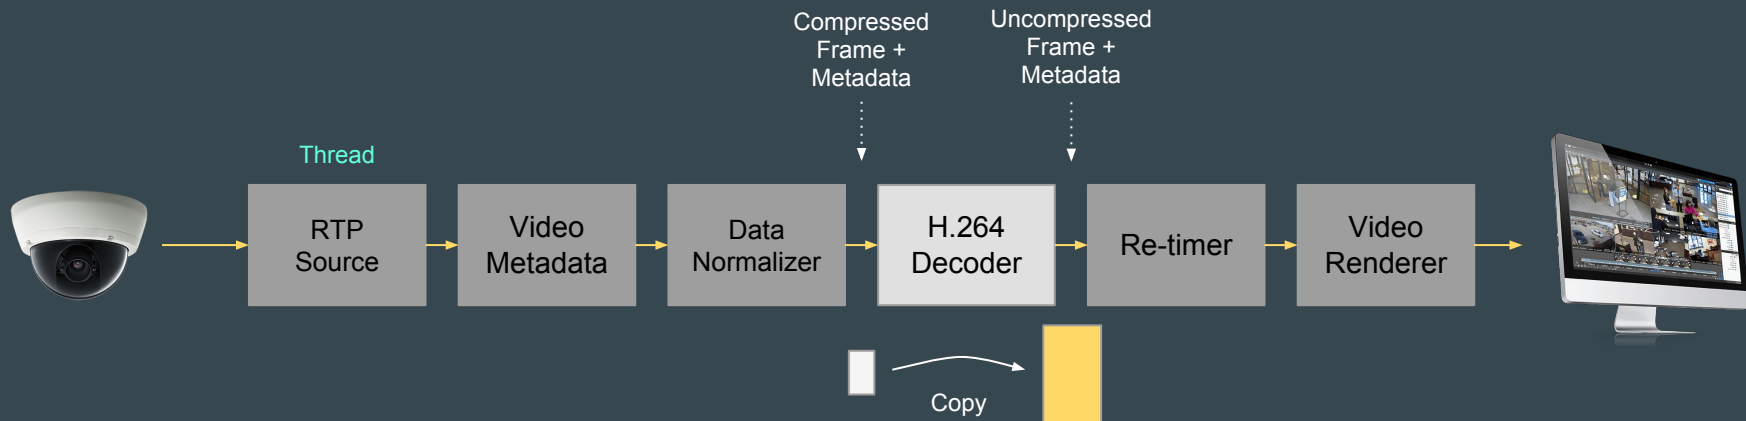 Compressed
Frame +
Metadata
Uncompressed
Frame +
Metadata
Thread
RTP
Source
Video
Metadata
Data
Normalizer
H.264
Decoder
Re-timer
Video
Renderer
Copy